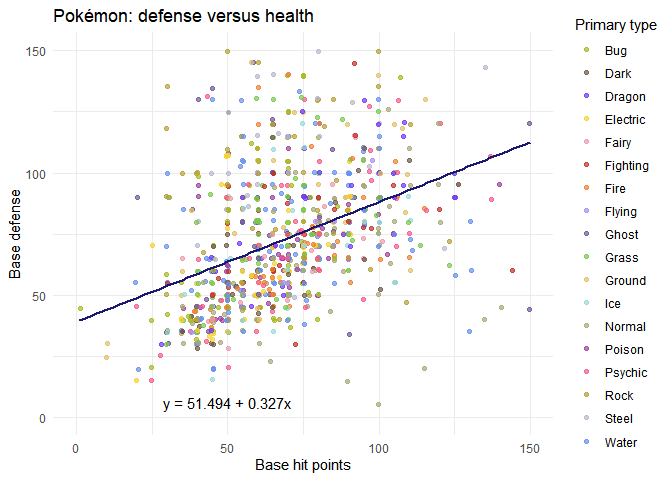 Pokémon: defense versus health
Primary type
150
100
50
0
Base defense
y = 51.494 + 0.327x
0
50
100
150
Base hit points
Bug
Dark
Dragon
Electric
Fairy
Fighting
Fire
Flying
Ghost
Grass
Ground
Ice
Normal
Poison
Psychic
Rock
Steel
Water